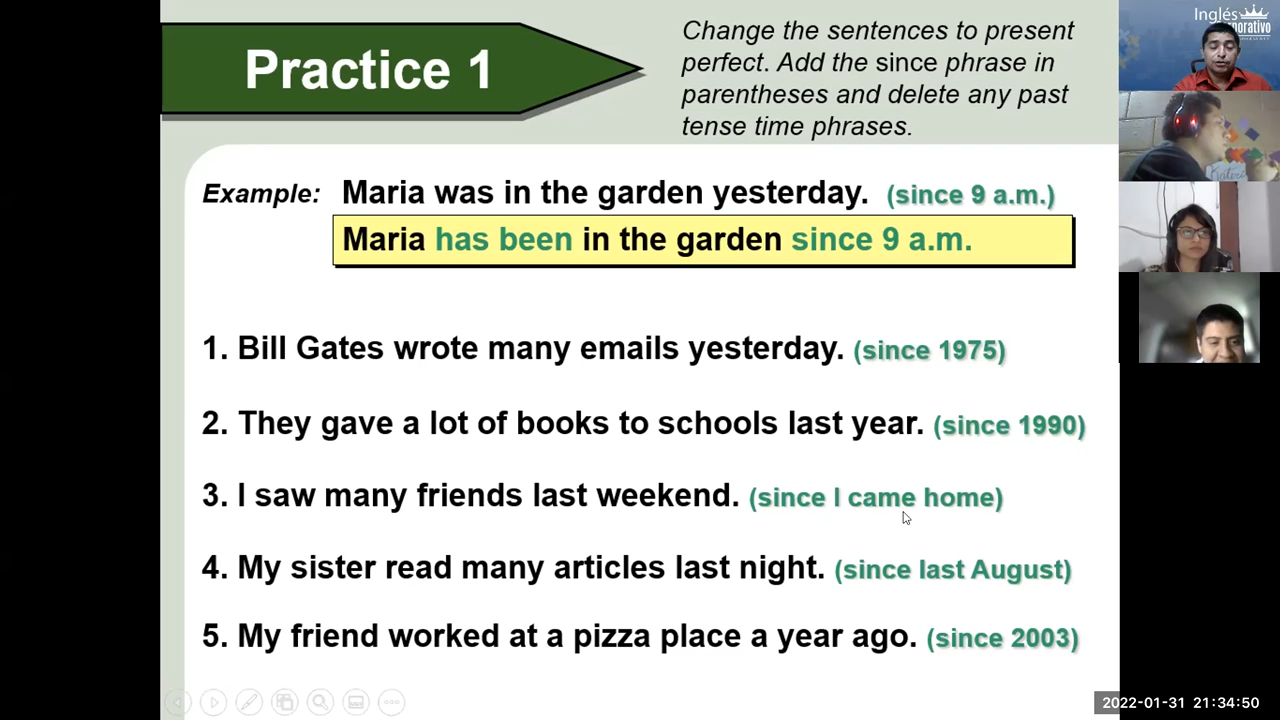 Practice 1
Change the sentences to present
perfect. Add the since phrase in
parentheses and delete any past
tense time phrases.
Example: Maria was in the garden yesterday. (since 9 a.m.)
Maria has been in the garden since 9 a.m.
1. Bill Gates wrote many emails yesterday. (since 1975)
2. They gave a lot of books to schools last year. (since 1990)
3. I saw many friends last weekend. (since I came home)
4. My sister read many articles last night. (since last August)
5. My friend worked at a pizza place a year ago. (since 2003)
Inglés
2022-01-31 21:34:50